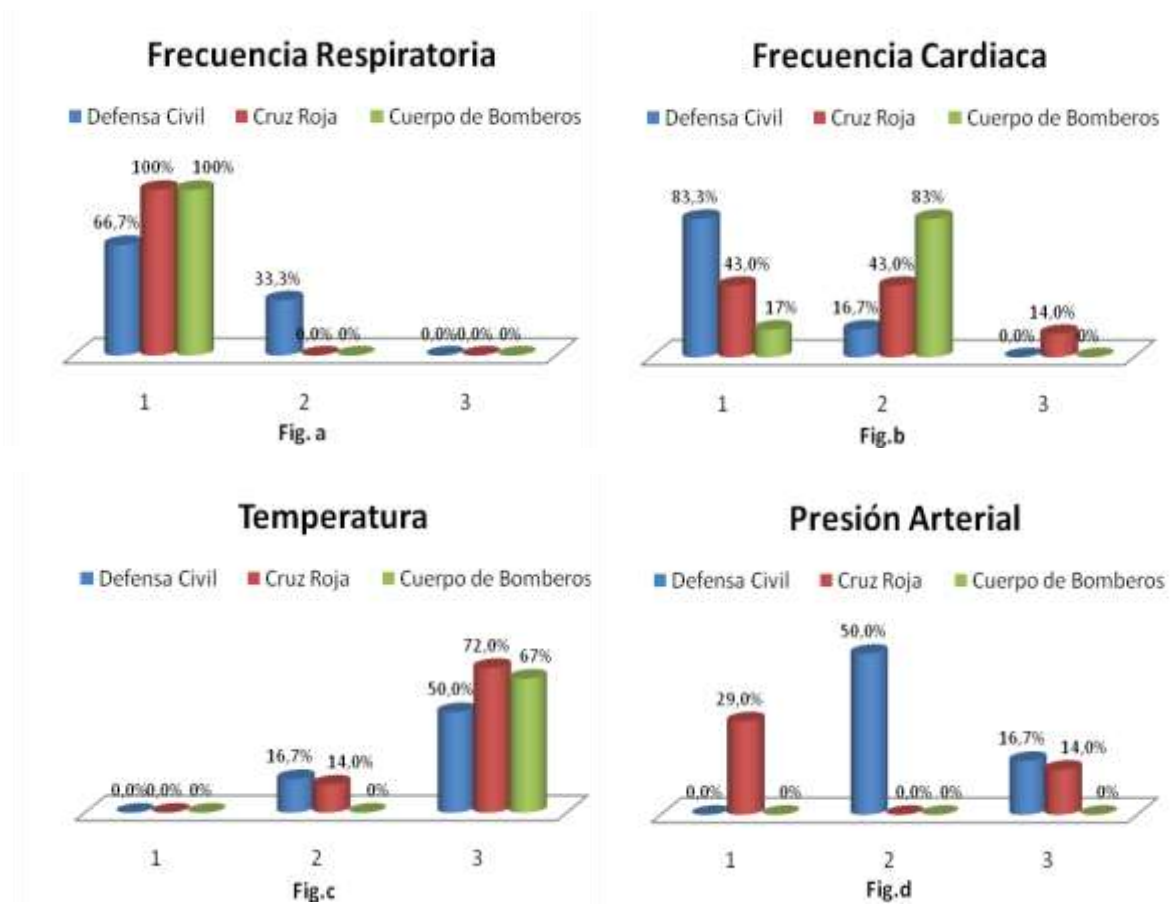 Frecuencia Respiratoria
Defensa Civil Cruz Roja Cuerpo de Bomberos
100% 100%
66,7%
33,3%
0,0% 0% 0,0% 0,0% 0%
1 2 3
Fig. a
Frecuencia Cardiaca
Defensa Civil Cruz Roja Cuerpo de Bomberos
83,3% 83%
43,0% 43,0%
17% 16,7% 14,0%
0,0% 0%
1 2 3
Fig.b
Temperatura
Defensa Civil Cruz Roja Cuerpo de Bomberos
72,0% 67%
50,0%
16,7% 14,0%
0,0% 0,0% 0% 0%
1 2 3
Fig.c
Presión Arterial
Defensa Civil Cruz Roja Cuerpo de Bomberos
50,0%
29,0%
16,7% 14,0%
0,0% 0% 0,0% 0% 0%
1 2 3
Fig.d